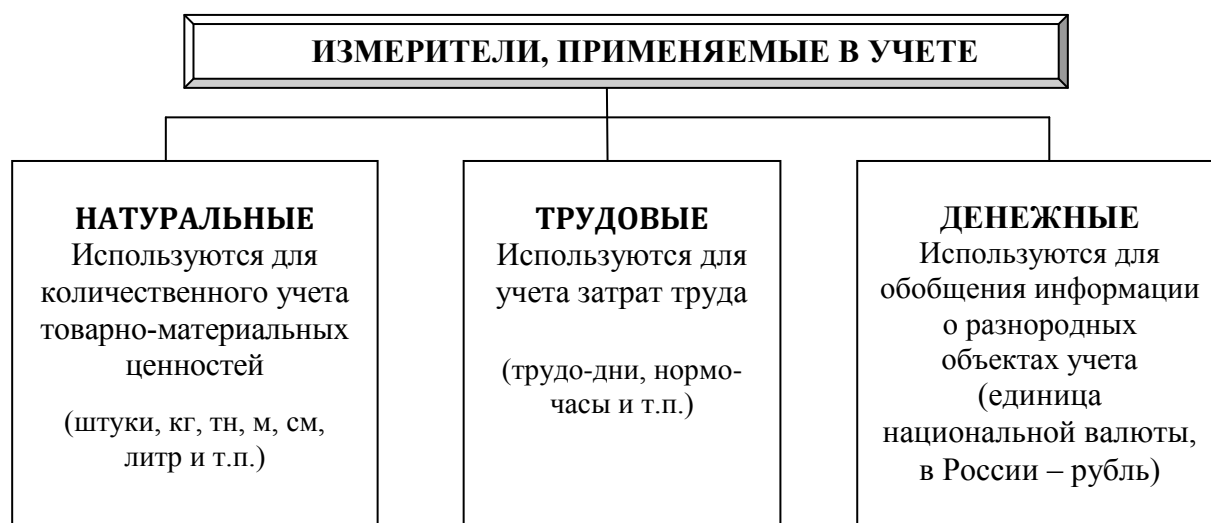 ИЗМЕРИТЕЛИ, ПРИМЕНЯЕМЫЕ В УЧЕТЕ
НАТУРАЛЬНЫЕ
Используются для
количественного учета
товарно-материальных
ценностей
(штуки, кг, тн, м, см,
литр и т.п.)
ТРУДОВЫЕ
Используются для
учета затрат труда
(трудо-дни, нормо-
часы и т.п.)
ДЕНЕЖНЫЕ
Используются для
обобщения информации
о разнородных
объектах учета
(единица
национальной валюты,
в России – рубль)